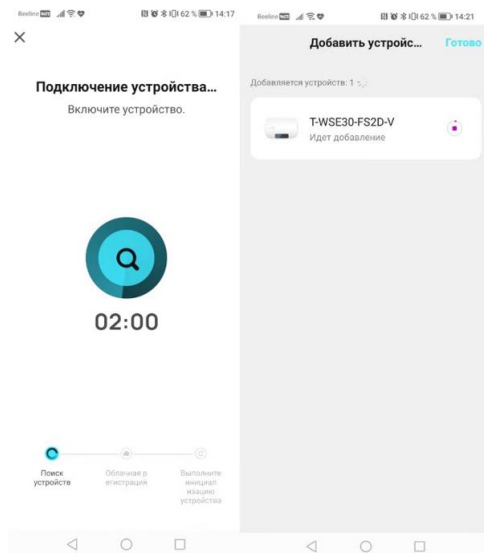 Beeline
62 % 14:17
Подключение устройства...
Включите устройство.
02:00
Поиск
устройств
Облачная р
егистрация
Выполните
инициал
изацию
устройства
Beeline
62 % 14:21
Добавить устройс... Готово
Добавляется устройств: 1
T-WSE30-FS2D-V
Идет добавление